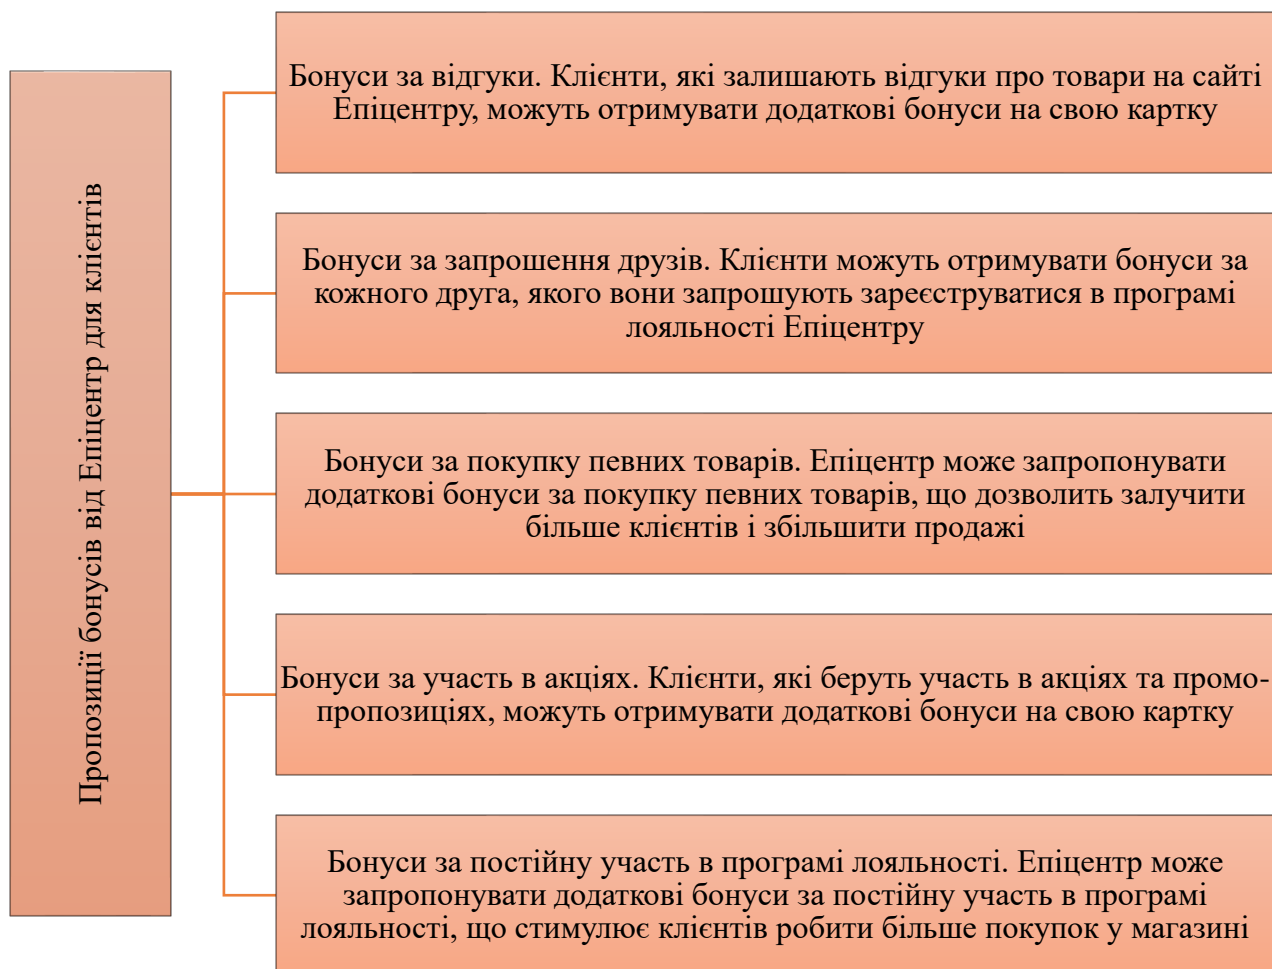 Пропозиції бонусів від Епіцентр для клієнтів
Бонуси за відгуки. Клієнти, які залишають відгуки про товари на сайті
Епіцентру, можуть отримувати додаткові бонуси на свою картку
Бонуси за запрошення друзів. Клієнти можуть отримувати бонуси за
кожного друга, якого вони запрошують зареєструватися в програмі
лояльності Епіцентру
Бонуси за покупку певних товарів. Епіцентр може запропонувати
додаткові бонуси за покупку певних товарів, що дозволить залучити
більше клієнтів і збільшити продажі
Бонуси за участь в акціях. Клієнти, які беруть участь в акціях та промо-
пропозиціях, можуть отримувати додаткові бонуси на свою картку
Бонуси за постійну участь в програмі лояльності. Епіцентр може
запропонувати додаткові бонуси за постійну участь в програмі
лояльності, що стимулює клієнтів робити більше покупок у магазині